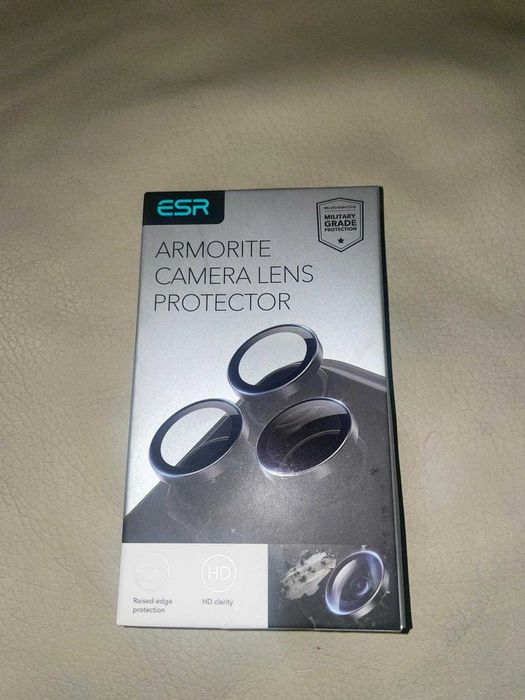 ESR
MILITARY
GRADE
PROTECTION
ARMORITE
CAMERA LENS
PROTECTOR
HD
Raised-edge
protection
HD clarity